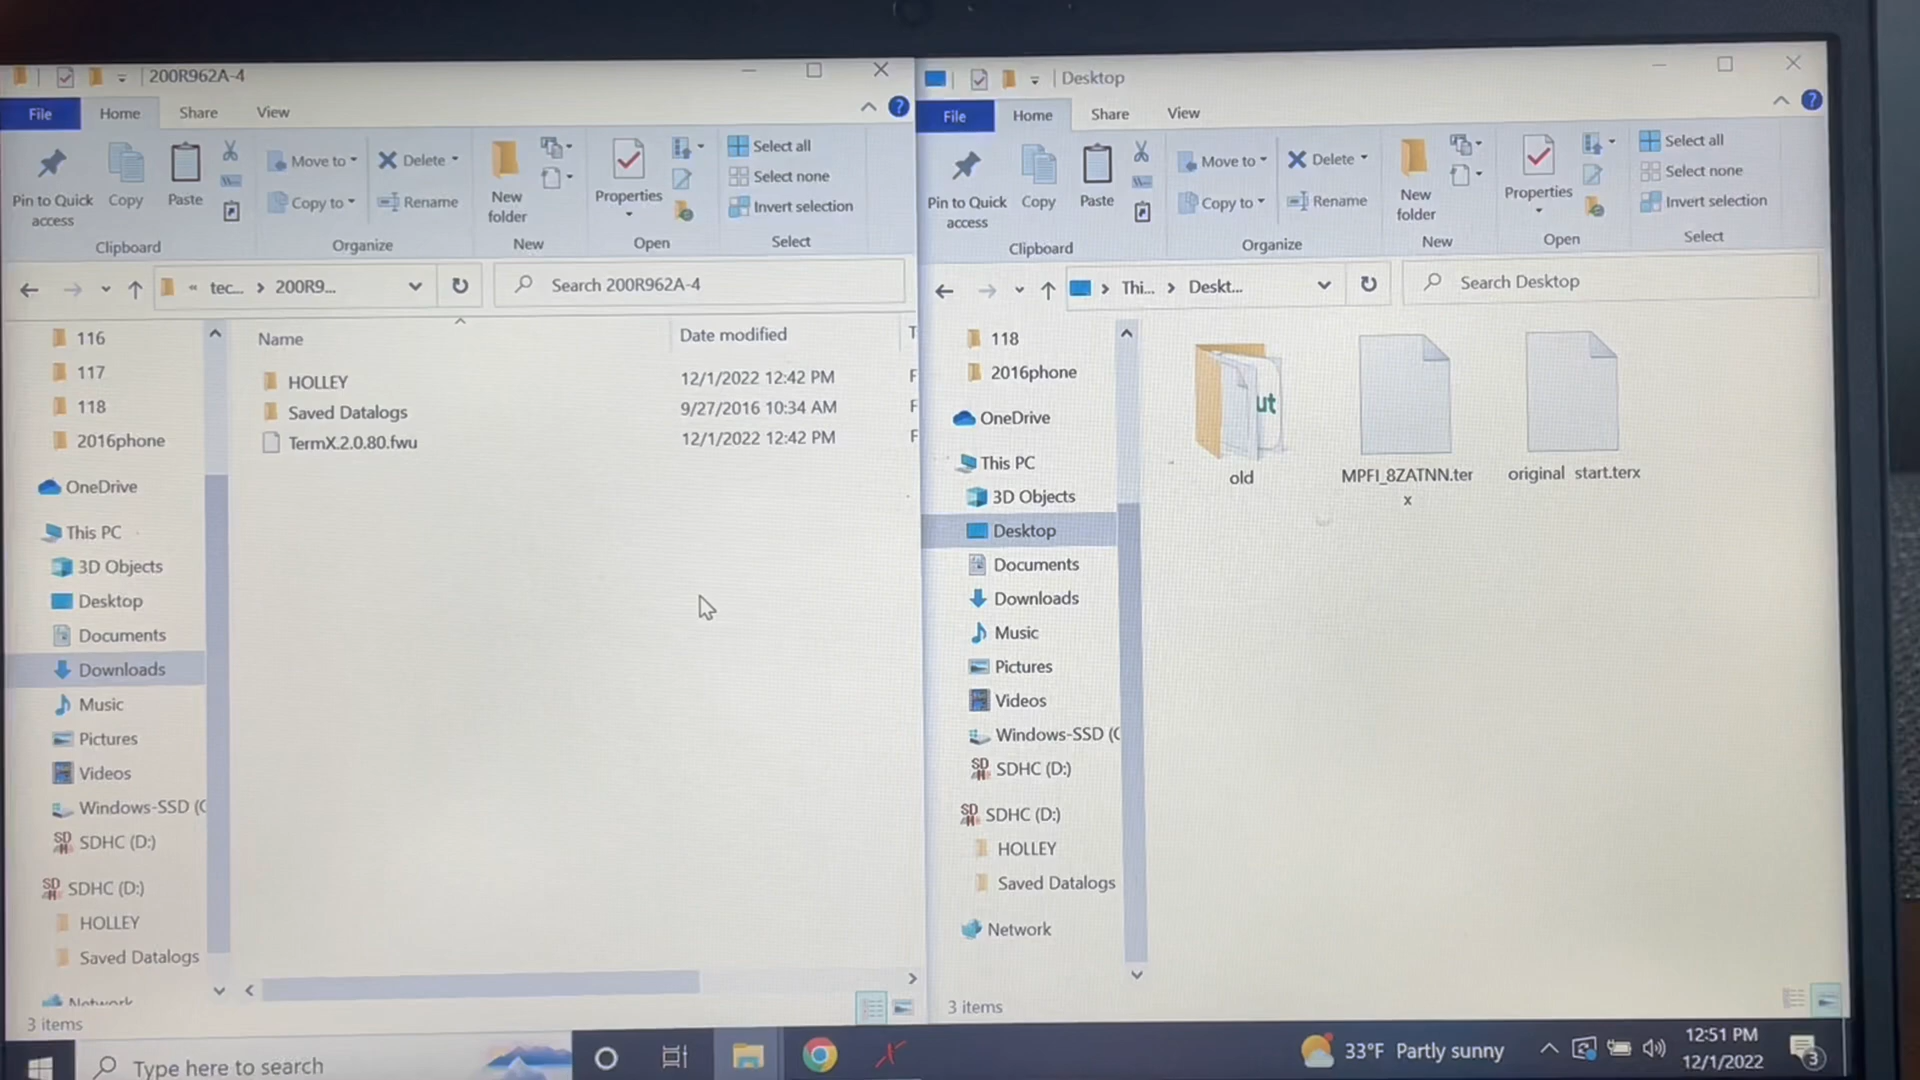 200R962A-4
File
Home
Share
View
Pin to Quick
access
Copy
Paste
Clipboard
Move to
Copy to
Delete
Rename
Organize
New
folder
New
Properties
Open
Select all
Select none
Invert selection
Select
« tec... > 200R9...
Search 200R962A-4
116
117
118
2016phone
OneDrive
This PC
3D Objects
Desktop
Documents
Downloads
Music
Pictures
Videos
Windows-SSD (C
SDHC (D:)
SDHC (D:)
HOLLEY
Saved Datalogs
Network
3 items
Name
Date modified
T
HOLLEY
12/1/2022 12:42 PM
F
Saved Datalogs
9/27/2016 10:34 AM
F
TermX.2.0.80.fwu
12/1/2022 12:42 PM
F
Desktop
File
Home
Share
View
Pin to Quick
access
Copy
Paste
Clipboard
Move to
Copy to
Delete
Rename
Organize
New
folder
New
Properties
Open
Select all
Select none
Invert selection
Select
> Thi... > Deskt...
Search Desktop
118
2016phone
OneDrive
This PC
3D Objects
Desktop
Documents
Downloads
Music
Pictures
Videos
Windows-SSD (C
SDHC (D:)
SDHC (D:)
HOLLEY
Saved Datalogs
Network
3 items
ut
old
MPFI_8ZATNN.ter
x
original start.terx
Type here to search
33°F Partly sunny
12:51 PM
12/1/2022
3